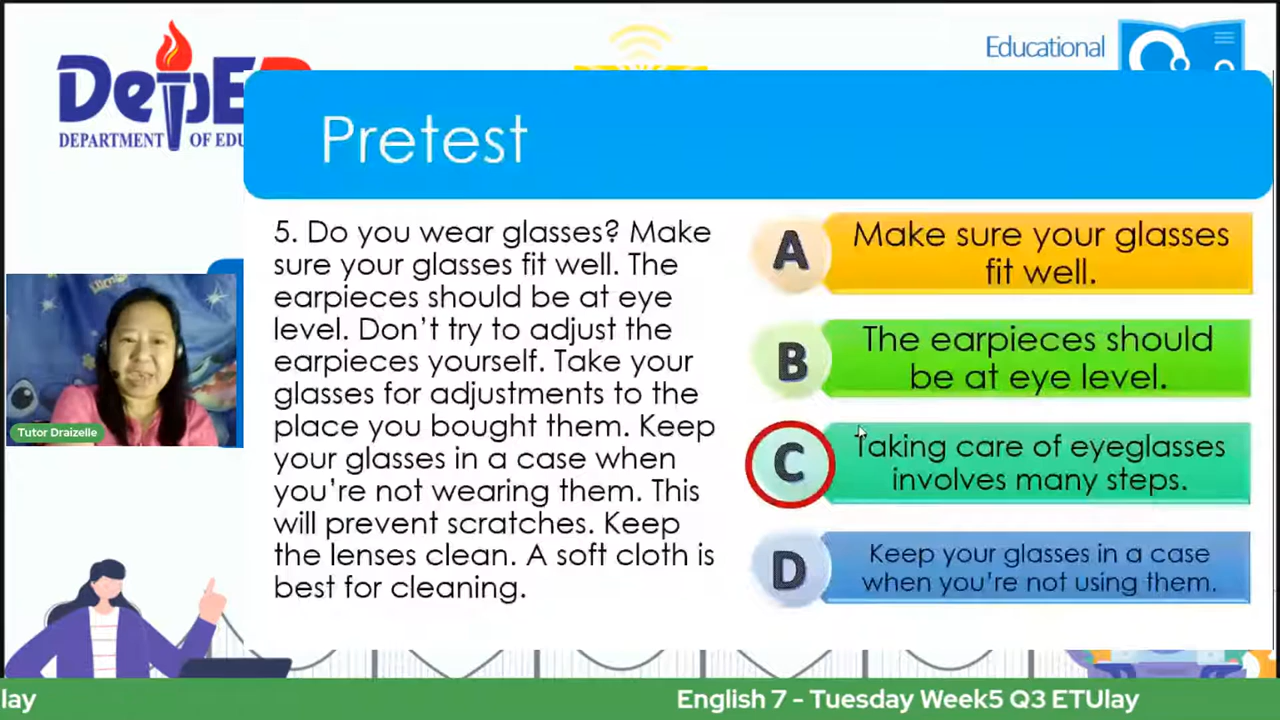 DepED
DEPARTMENT OF EDU
Educational
Pretest
5. Do you wear glasses? Make
sure your glasses fit well. The
earpieces should be at eye
level. Don’t try to adjust the
earpieces yourself. Take your
glasses for adjustments to the
place you bought them. Keep
your glasses in a case when
you’re not wearing them. This
will prevent scratches. Keep
the lenses clean. A soft cloth is
best for cleaning.
A
Make sure your glasses
fit well.
B
The earpieces should
be at eye level.
C
Taking care of eyeglasses
involves many steps.
D
Keep your glasses in a case
when you’re not using them.
Tutor Draizelle
lay
English 7 - Tuesday Week5 Q3 ETUlay